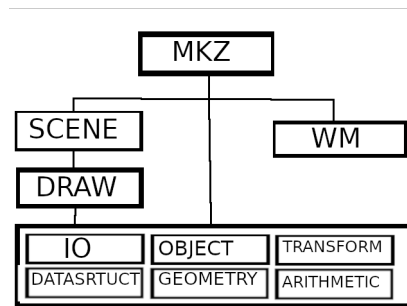 MKZ
SCENE
WM
DRAW
IO
OBJECT
TRANSFORM
DATASRTUCT
GEOMETRY
ARITHMETIC